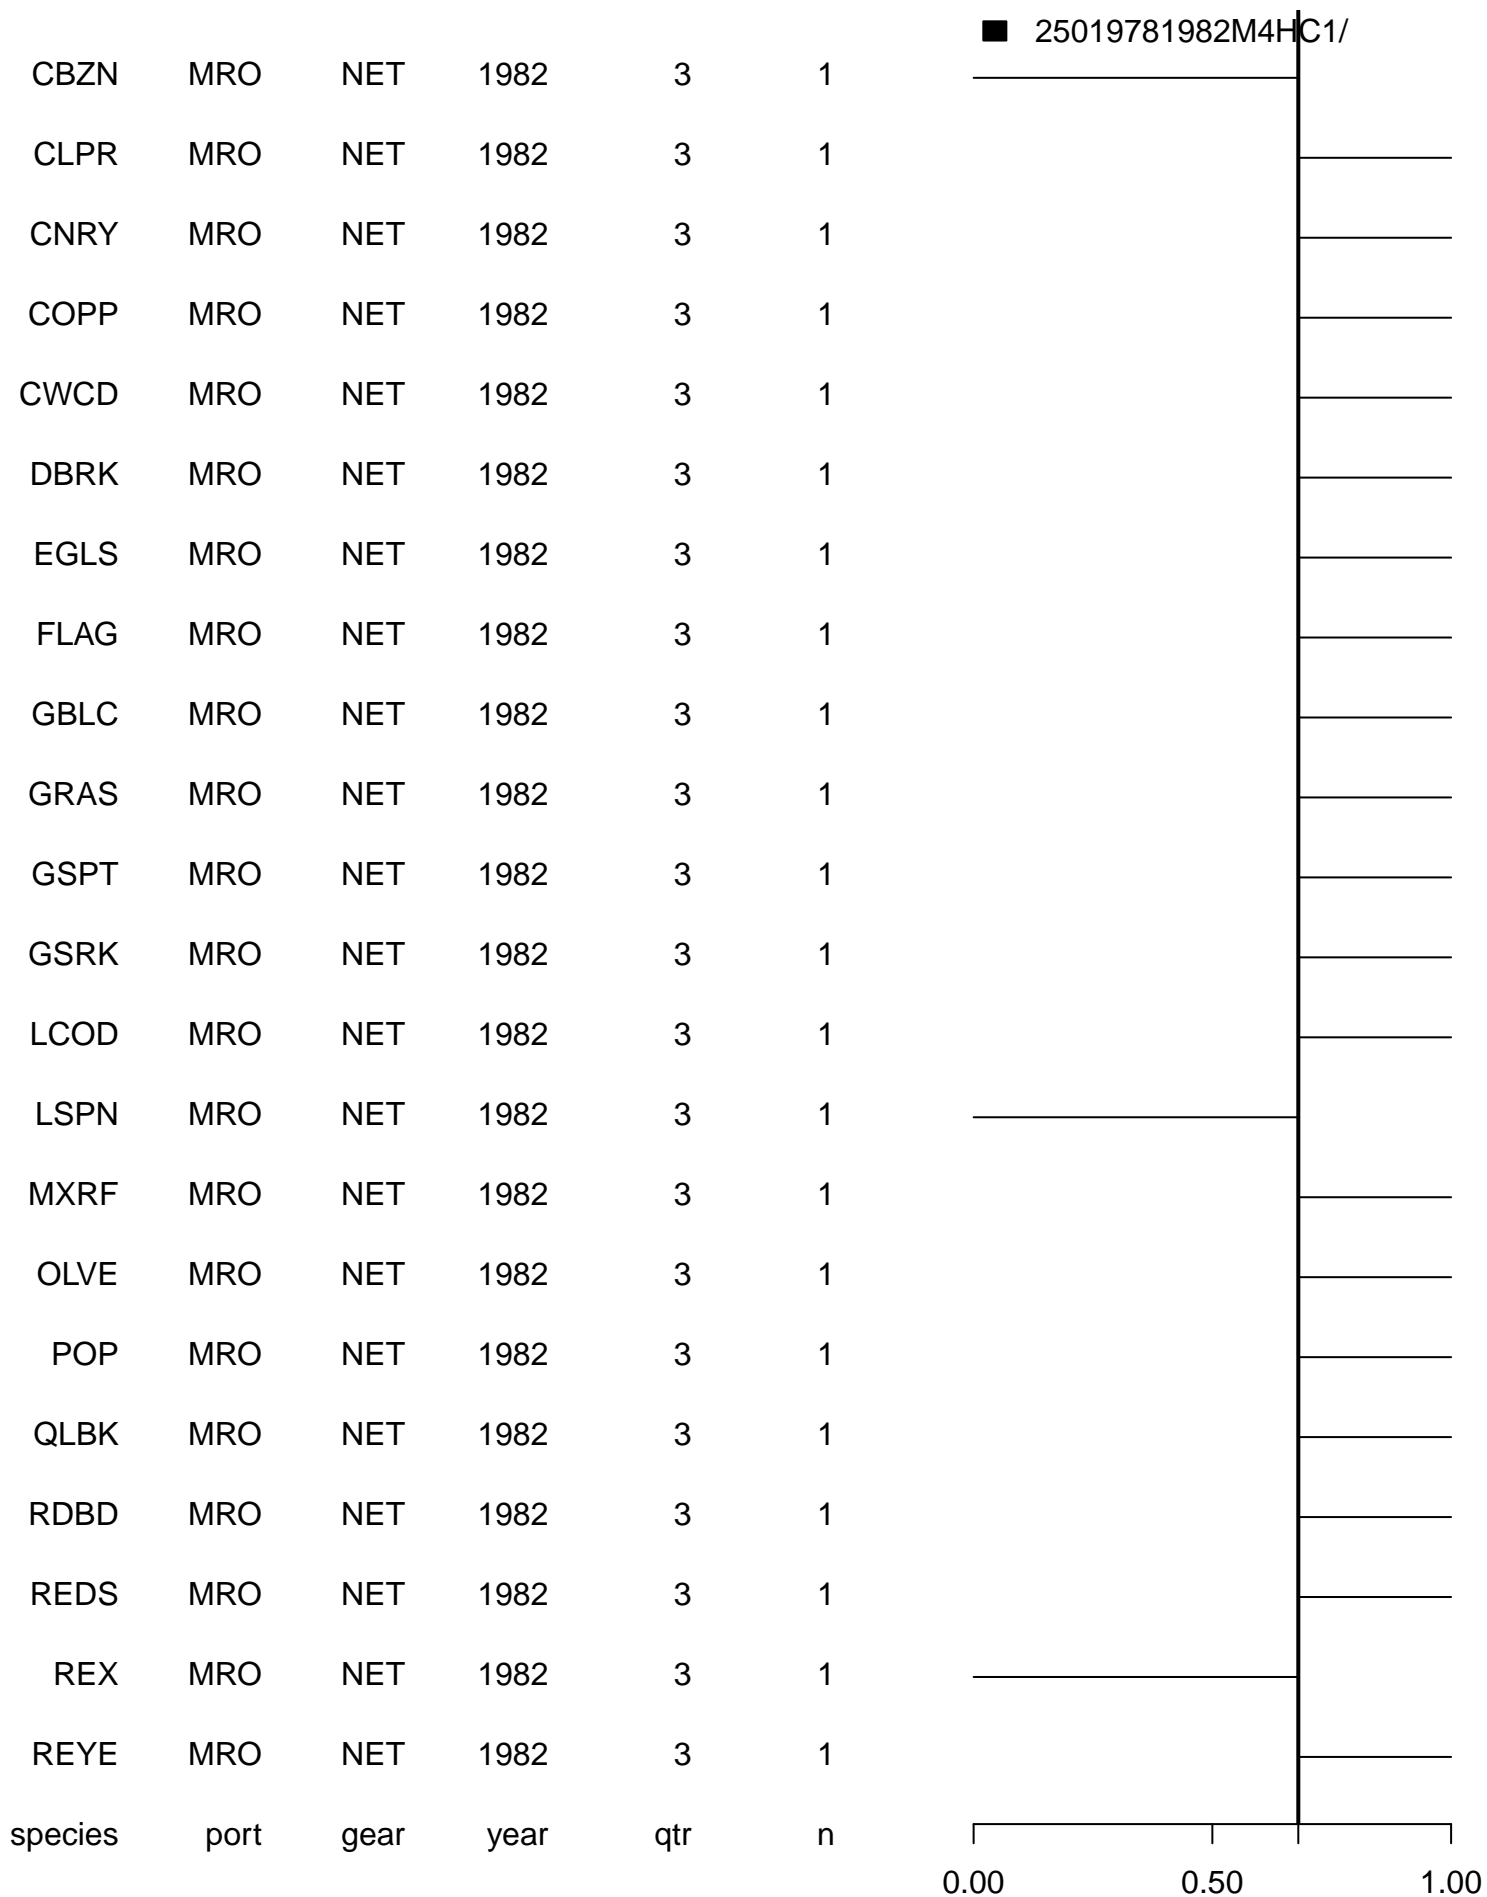 25019781982M4HC1/
CBZN MRO NET 1982 3 1
CLPR MRO NET 1982 3 1
CNRY MRO NET 1982 3 1
COPP MRO NET 1982 3 1
CWCD MRO NET 1982 3 1
DBRK MRO NET 1982 3 1
EGLS MRO NET 1982 3 1
FLAG MRO NET 1982 3 1
GBLC MRO NET 1982 3 1
GRAS MRO NET 1982 3 1
GSPT MRO NET 1982 3 1
GSRK MRO NET 1982 3 1
LCOD MRO NET 1982 3 1
LSPN MRO NET 1982 3 1
MXRF MRO NET 1982 3 1
OLVE MRO NET 1982 3 1
POP MRO NET 1982 3 1
QLBK MRO NET 1982 3 1
RDBD MRO NET 1982 3 1
REDS MRO NET 1982 3 1
REX MRO NET 1982 3 1
REYE MRO NET 1982 3 1
species port gear year qtr n
0.00 0.50 1.00